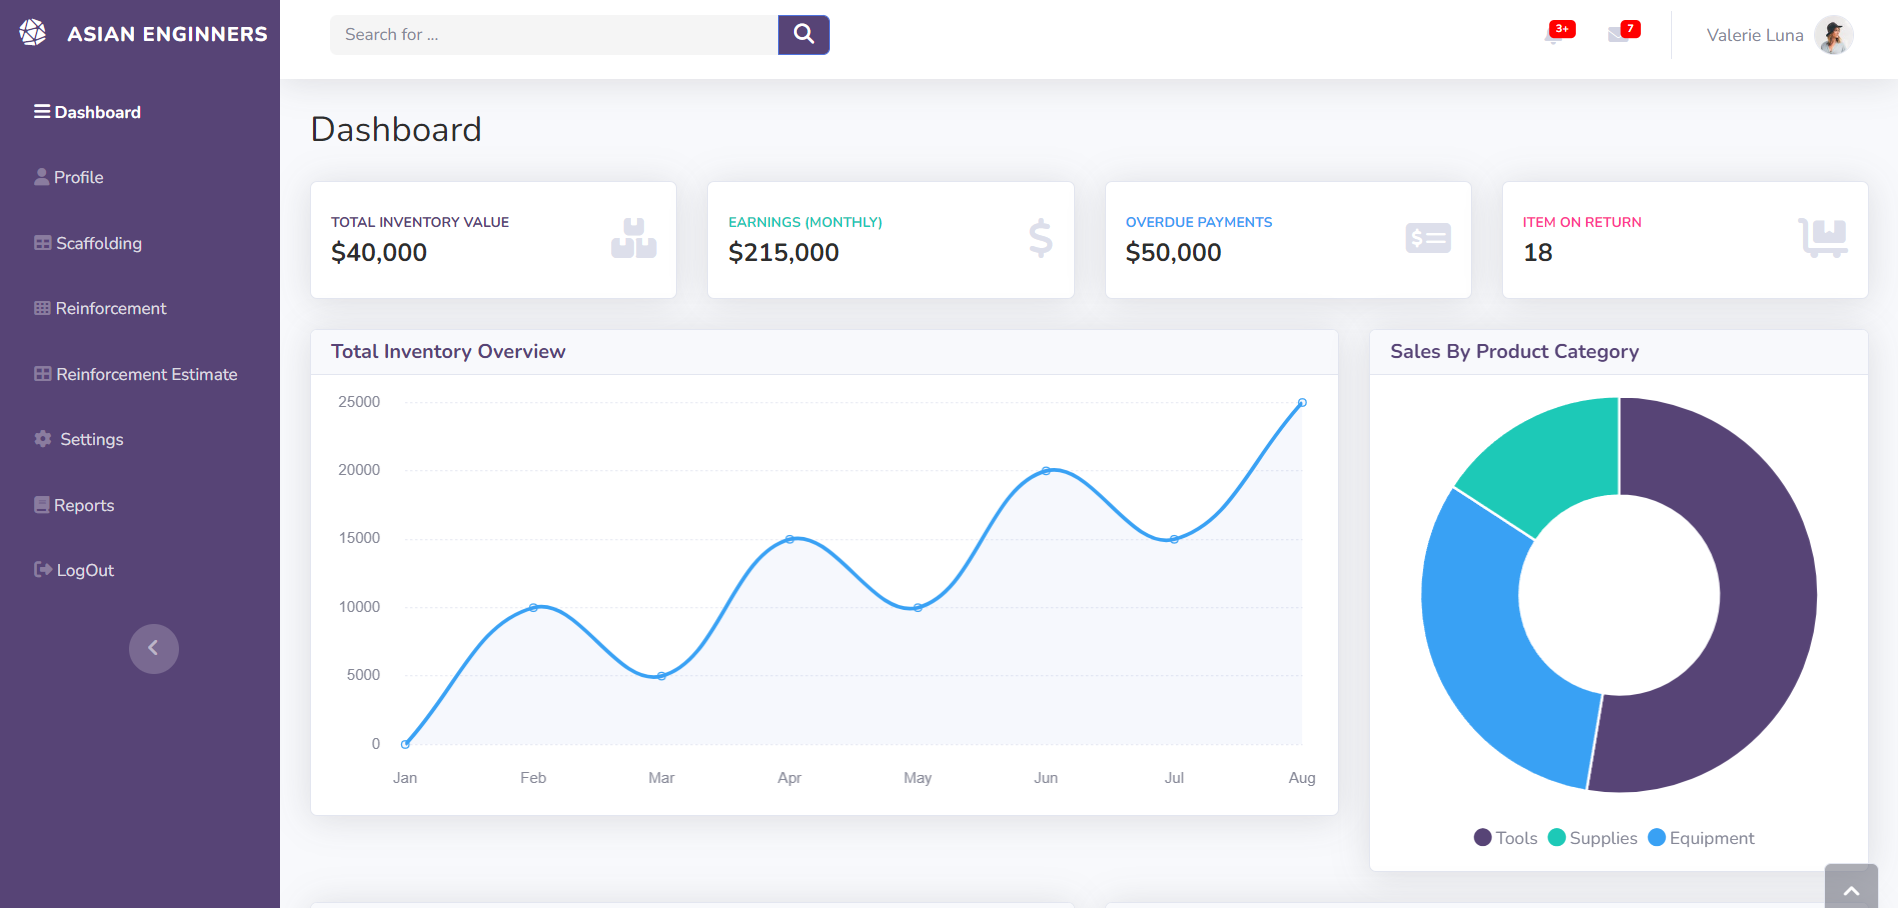 ASIAN ENGINNERS
Search for ...
3+
7
Valerie Luna
Dashboard
Profile
Scaffolding
Reinforcement
Reinforcement Estimate
Settings
Reports
LogOut
Dashboard
TOTAL INVENTORY VALUE
$40,000
EARNINGS (MONTHLY)
$215,000
OVERDUE PAYMENTS
$50,000
ITEM ON RETURN
18
Total Inventory Overview
25000
20000
15000
10000
5000
0
Jan Feb Mar Apr May Jun Jul Aug
Sales By Product Category
Tools Supplies Equipment